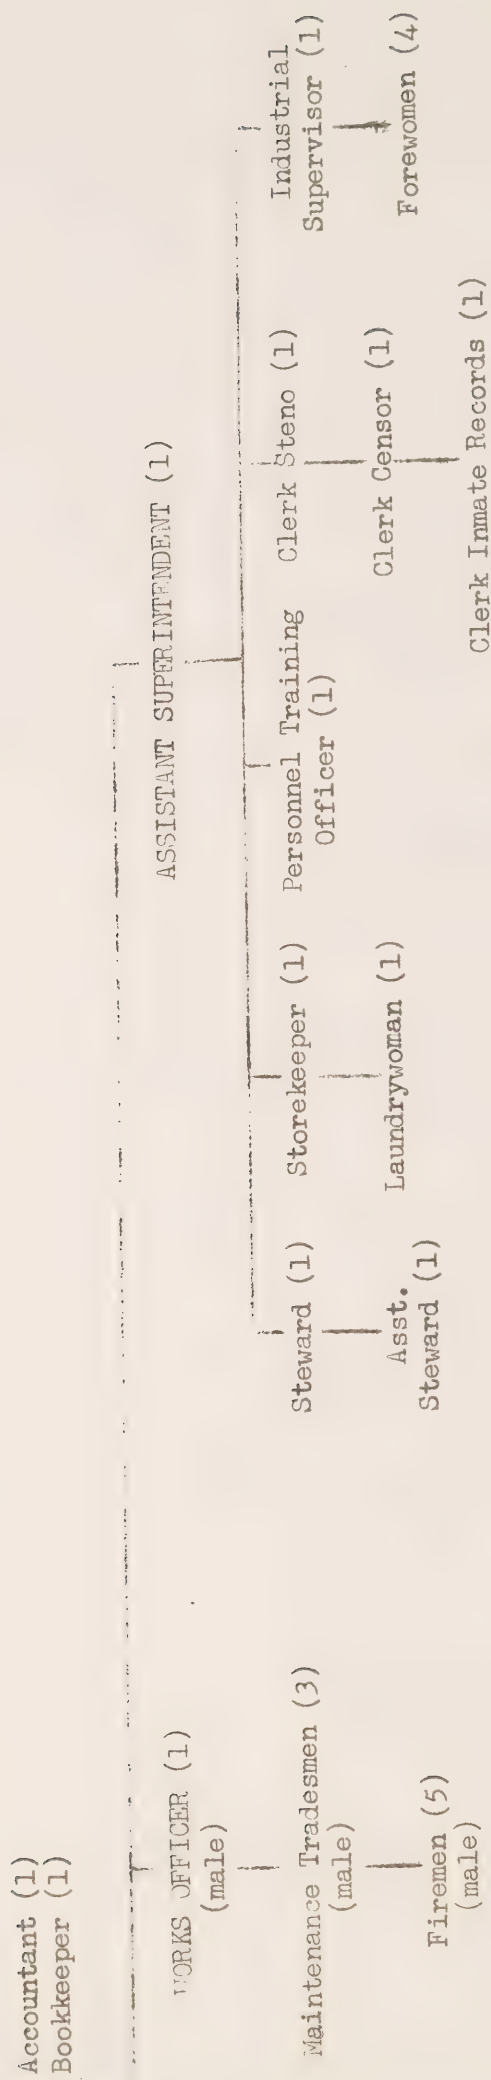 Accountant (1)
Bookkeeper (1)
WORKS OFFICER (1)
(male)
Maintenance Tradesmen (3)
(male)
Firemen (5)
(male)
ASSISTANT SUPERINTENDENT (1)
Steward (1)
Asst.
Steward (1)
Storekeeper (1)
Laundrywoman (1)
Personnel Training
Officer (1)
Clerk Steno (1)
Clerk Censor (1)
Clerk Inmate Records (1)
Industrial
Supervisor (1)
Forewomen (4)